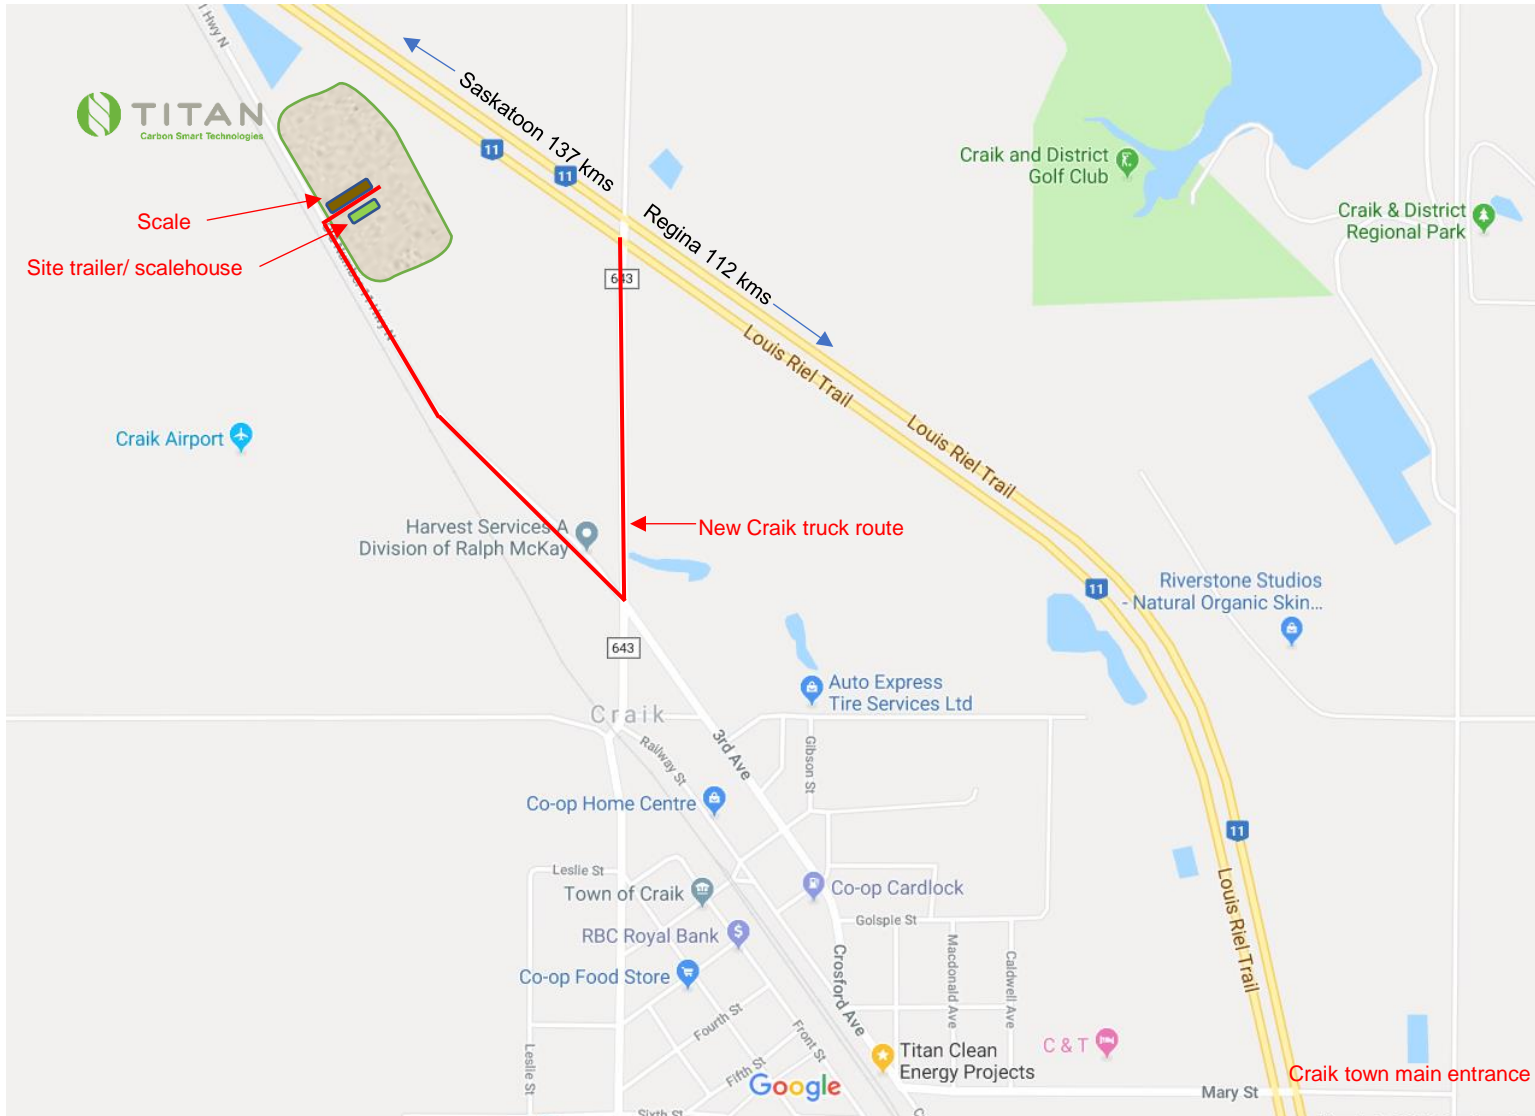 l Hwy N
TITAN
Carbon Smart Technologies
Saskatoon 137 kms
11
11
Craik and District
Golf Club
Craik & District
Regional Park
Scale
Site trailer/ scalehouse
Regina 112 kms
643
Hwy N
Louis Riel Trail
Louis Riel Trail
Craik Airport
Harvest Services A
Division of Ralph McKay
New Craik truck route
11
Riverstone Studios
- Natural Organic Skin...
643
Auto Express
Tire Services Ltd
Craik
3rd Ave
Railway St
Gibson St
Co-op Home Centre
11
Leslie St
Town of Craik
Co-op Cardlock
Golspie St
RBC Royal Bank
Co-op Food Store
Crosford Ave
Macdonald Ave
Caldwell Ave
Louis Riel Trail
Fourth St
Front St
Leslie St
Fifth St
Titan Clean
Energy Projects
C & T
Google
Mary St
Craik town main entrance
Sixth St